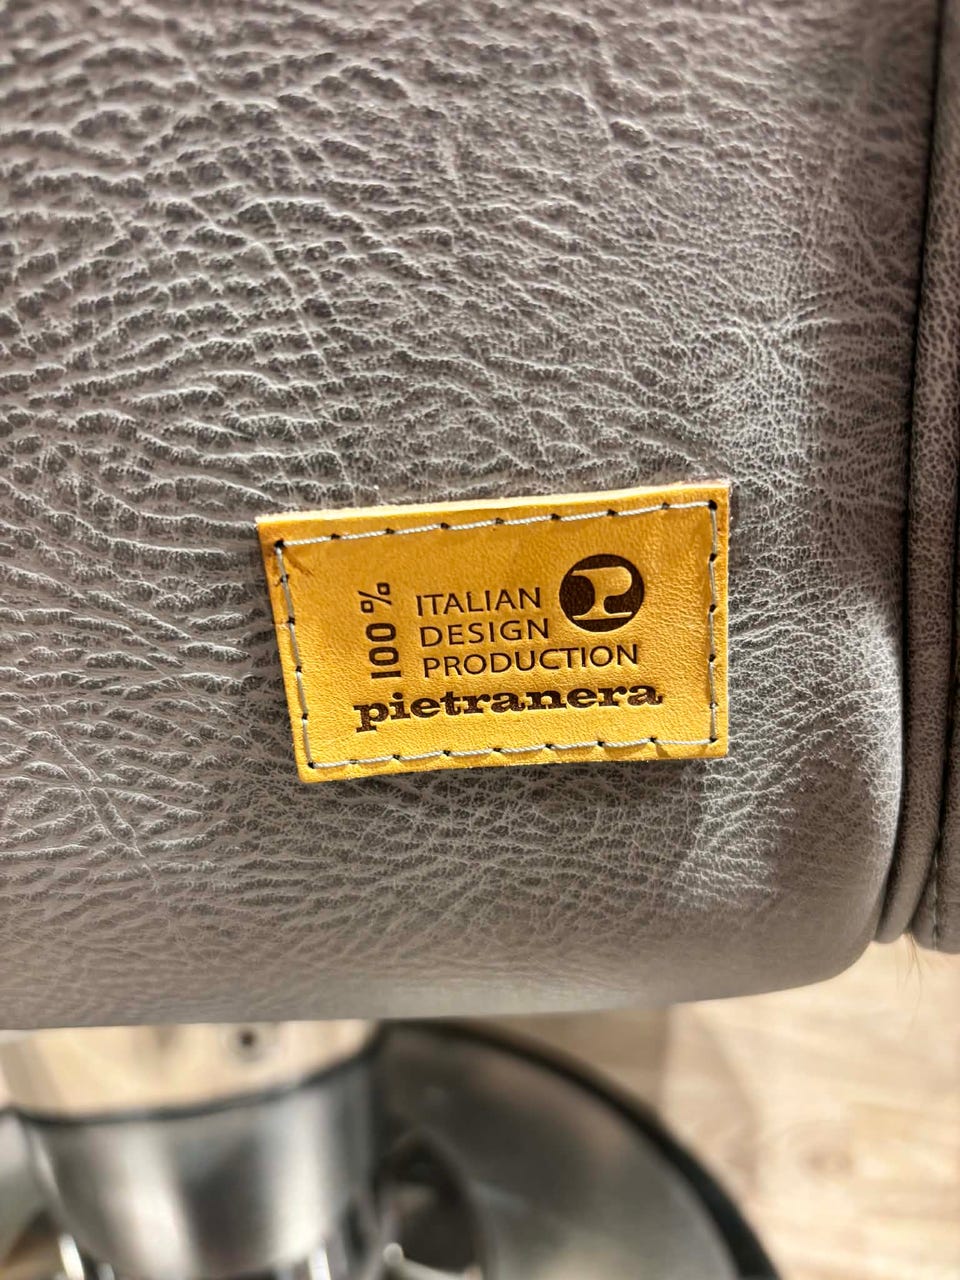 100%
ITALIAN
DESIGN
PRODUCTION
P
pietranera